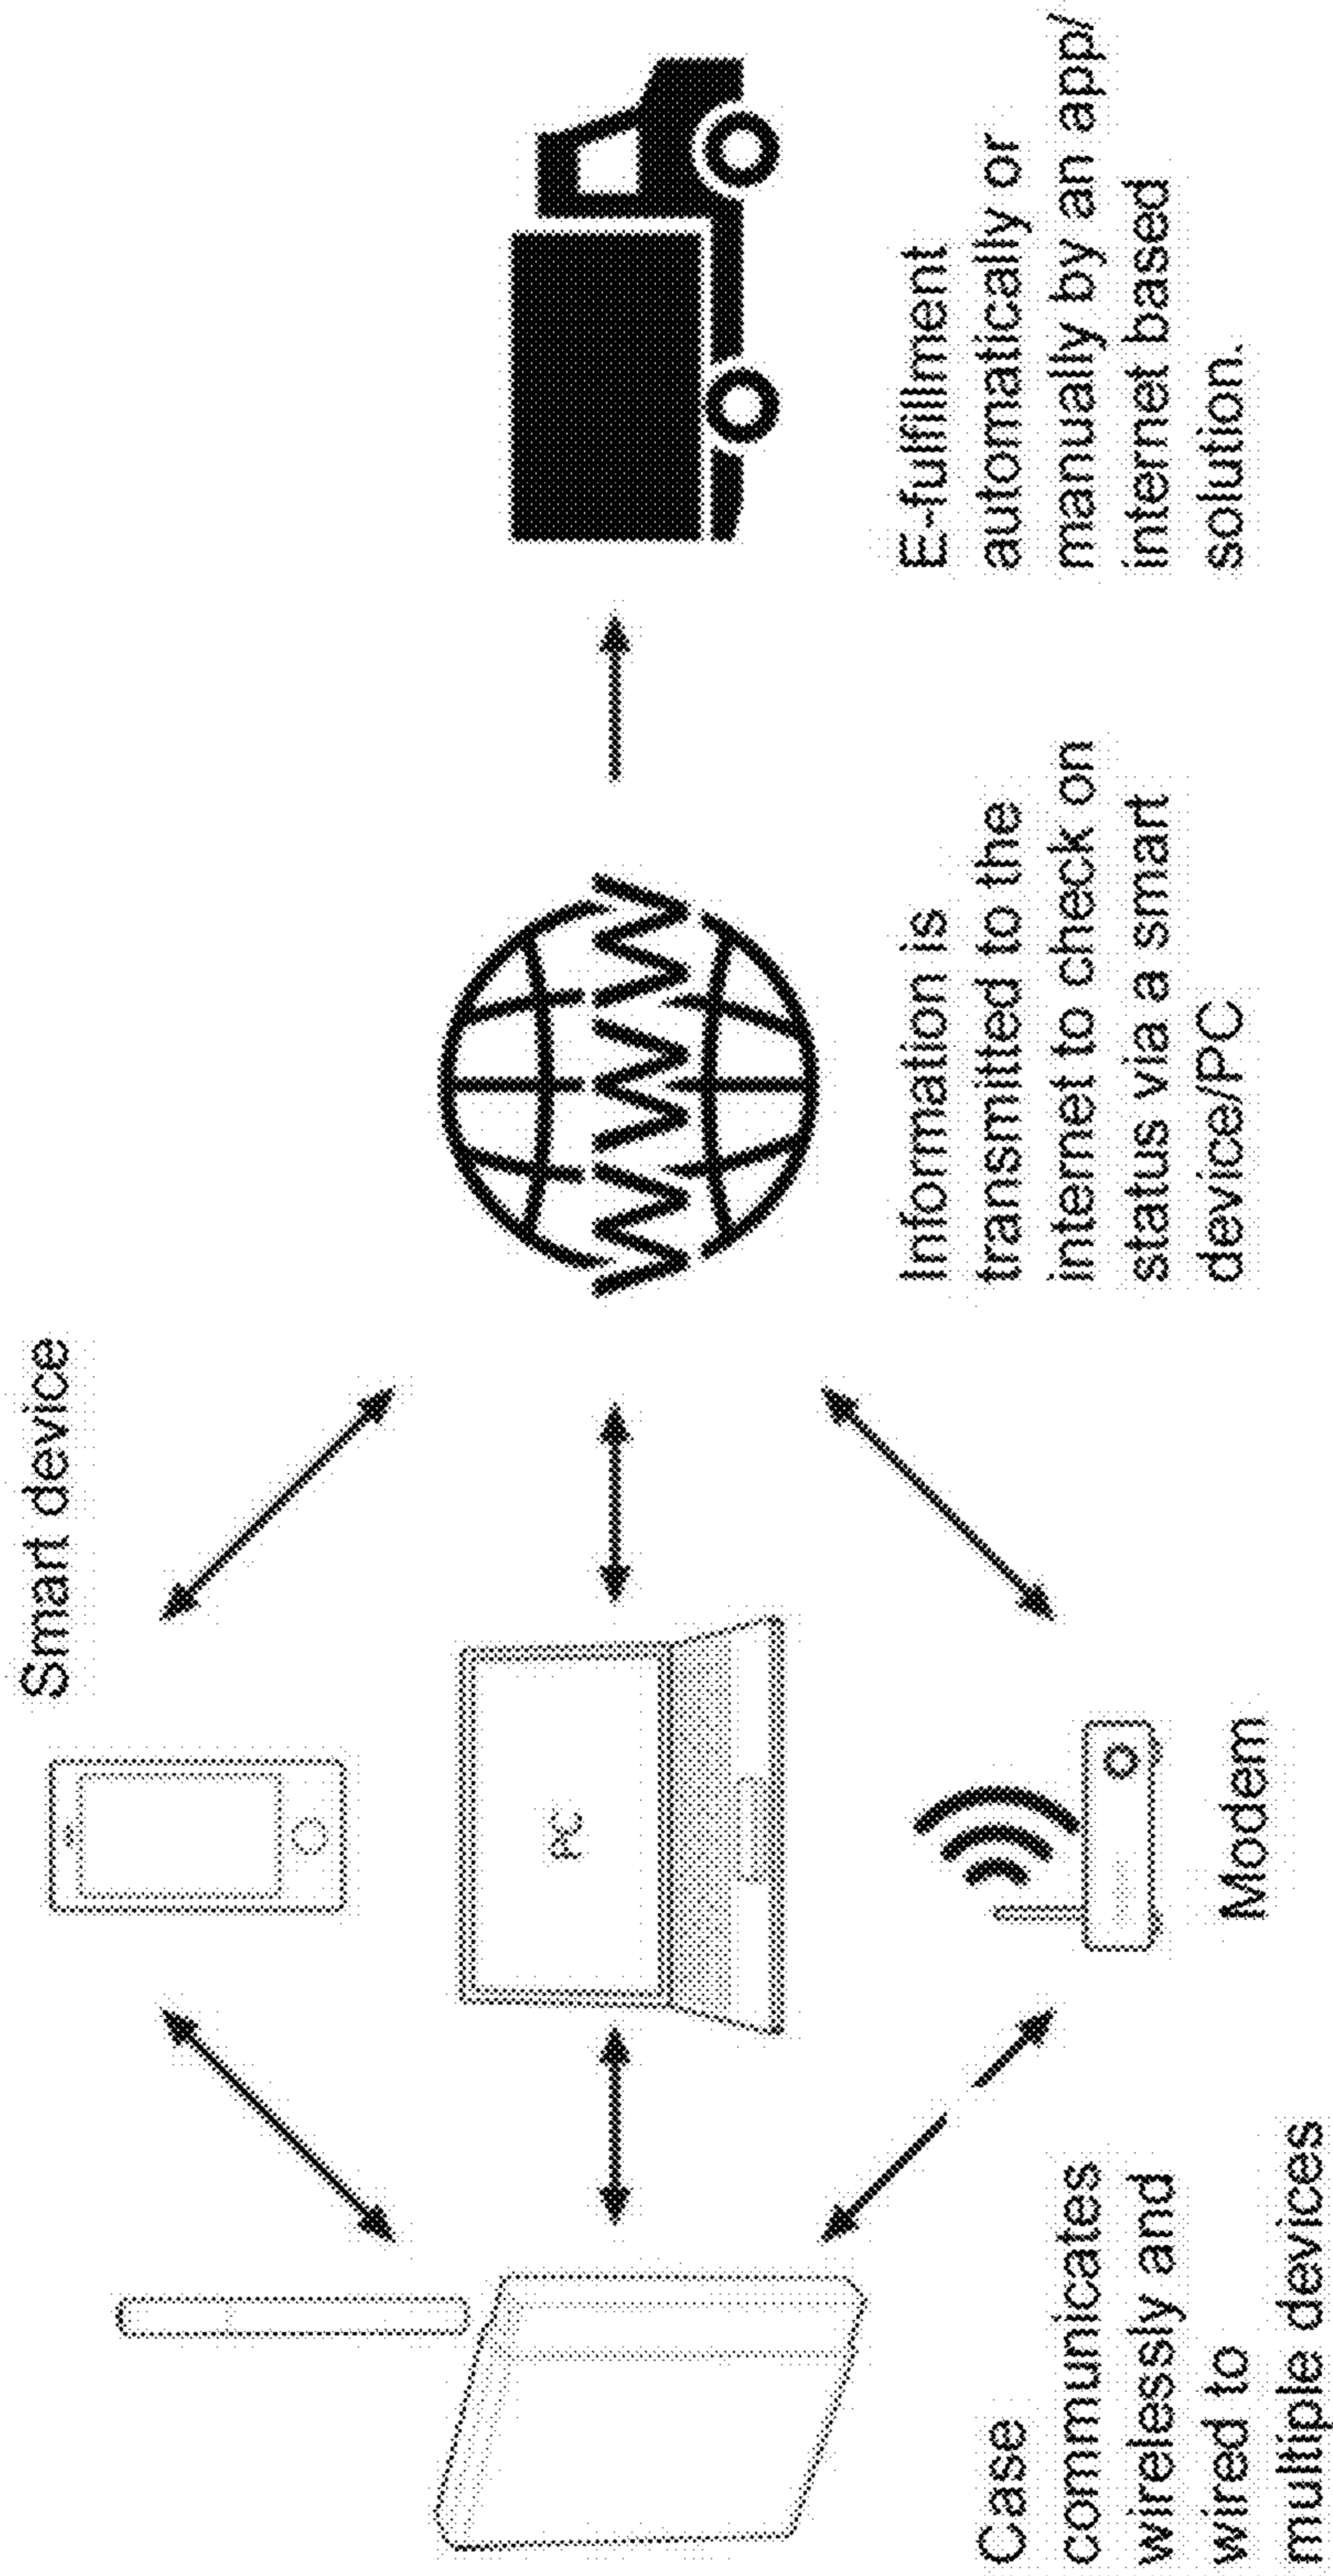 Smart device
PC
Modem
WWW
Case
communicates
wirelessly and
wired to
multiple devices
Information is
transmitted to the
internet to check on
status via a smart
device/PC
E-fulfillment
automatically or
manually by an app/
internet based
solution.